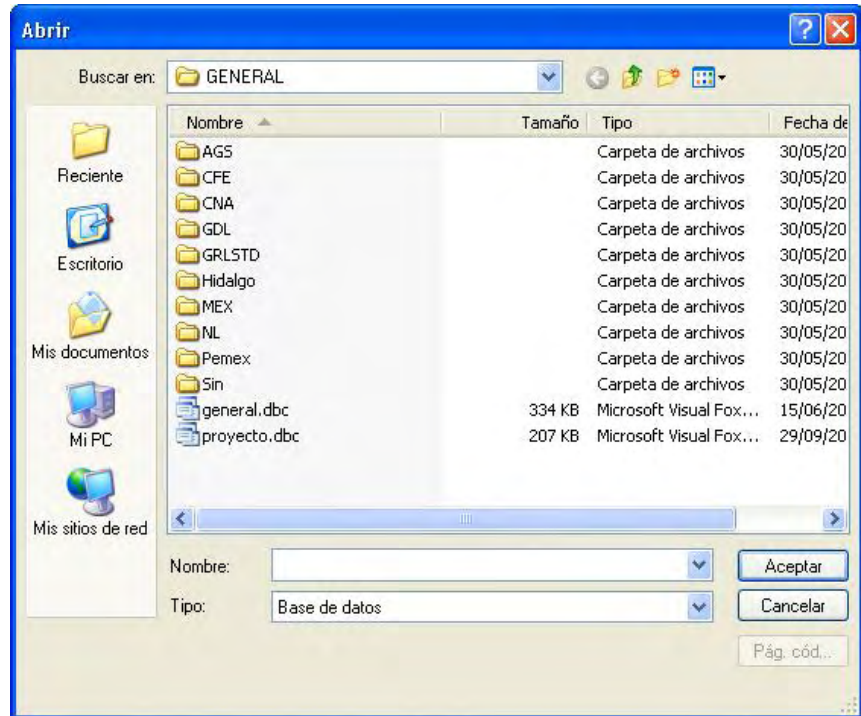 Abrir
Buscar en: GENERAL
Nombre Tamaño Tipo Fecha de
AGS Carpeta de archivos 30/05/20
CFE Carpeta de archivos 30/05/20
CNA Carpeta de archivos 30/05/20
GDL Carpeta de archivos 30/05/20
GRLSTD Carpeta de archivos 30/05/20
Hidalgo Carpeta de archivos 30/05/20
MEX Carpeta de archivos 30/05/20
NL Carpeta de archivos 30/05/20
Pemex Carpeta de archivos 30/05/20
Sin Carpeta de archivos 30/05/20
general.dbc 334 KB Microsoft Visual Fox... 15/06/20
proyecto.dbc 207 KB Microsoft Visual Fox... 29/09/20
Reciente
Escritorio
Mis documentos
Mi PC
Mis sitios de red
Nombre: Aceptar
Tipo: Base de datos Cancelar
Pág. cód...